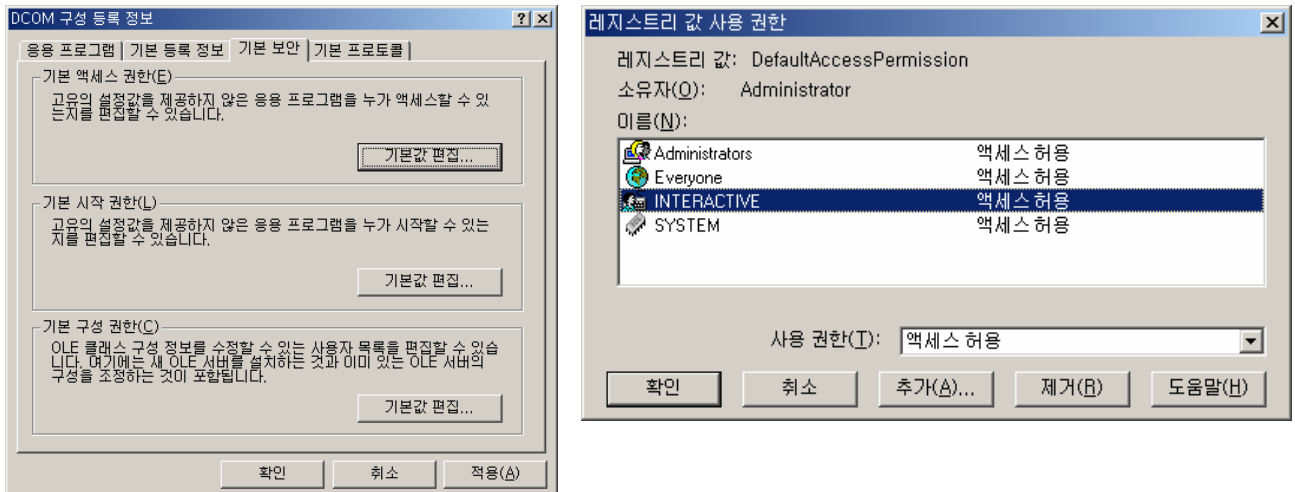 DCOM 구성 등록 정보
응용 프로그램 기본 등록 정보 기본 보안 기본 프로토콜
기본 액세스 권한(E)
고유의 설정값을 제공하지 않은 응용 프로그램을 누가 액세스할 수 있
는지를 편집할 수 있습니다.
기본값 편집...
기본 시작 권한(L)
고유의 설정값을 제공하지 않은 응용 프로그램을 누가 시작할 수 있는
지를 편집할 수 있습니다.
기본값 편집...
기본 구성 권한(C)
OLE 클래스 구성 정보를 수정할 수 있는 사용자 목록을 편집할 수 있습
니다. 여기에는 새 OLE 서버를 설치하는 것과 이미 있는 OLE 서버의
구성을 조정하는 것이 포함됩니다.
기본값 편집...
확인 취소 적용(A)
레지스트리 값 사용 권한
레지스트리 값: DefaultAccessPermission
소유자(O): Administrator
이름(N):
Administrators 액세스 허용
Everyone 액세스 허용
INTERACTIVE 액세스 허용
SYSTEM 액세스 허용
사용 권한(T): 액세스 허용
확인 취소 추가(A)... 제거(R) 도움말(H)